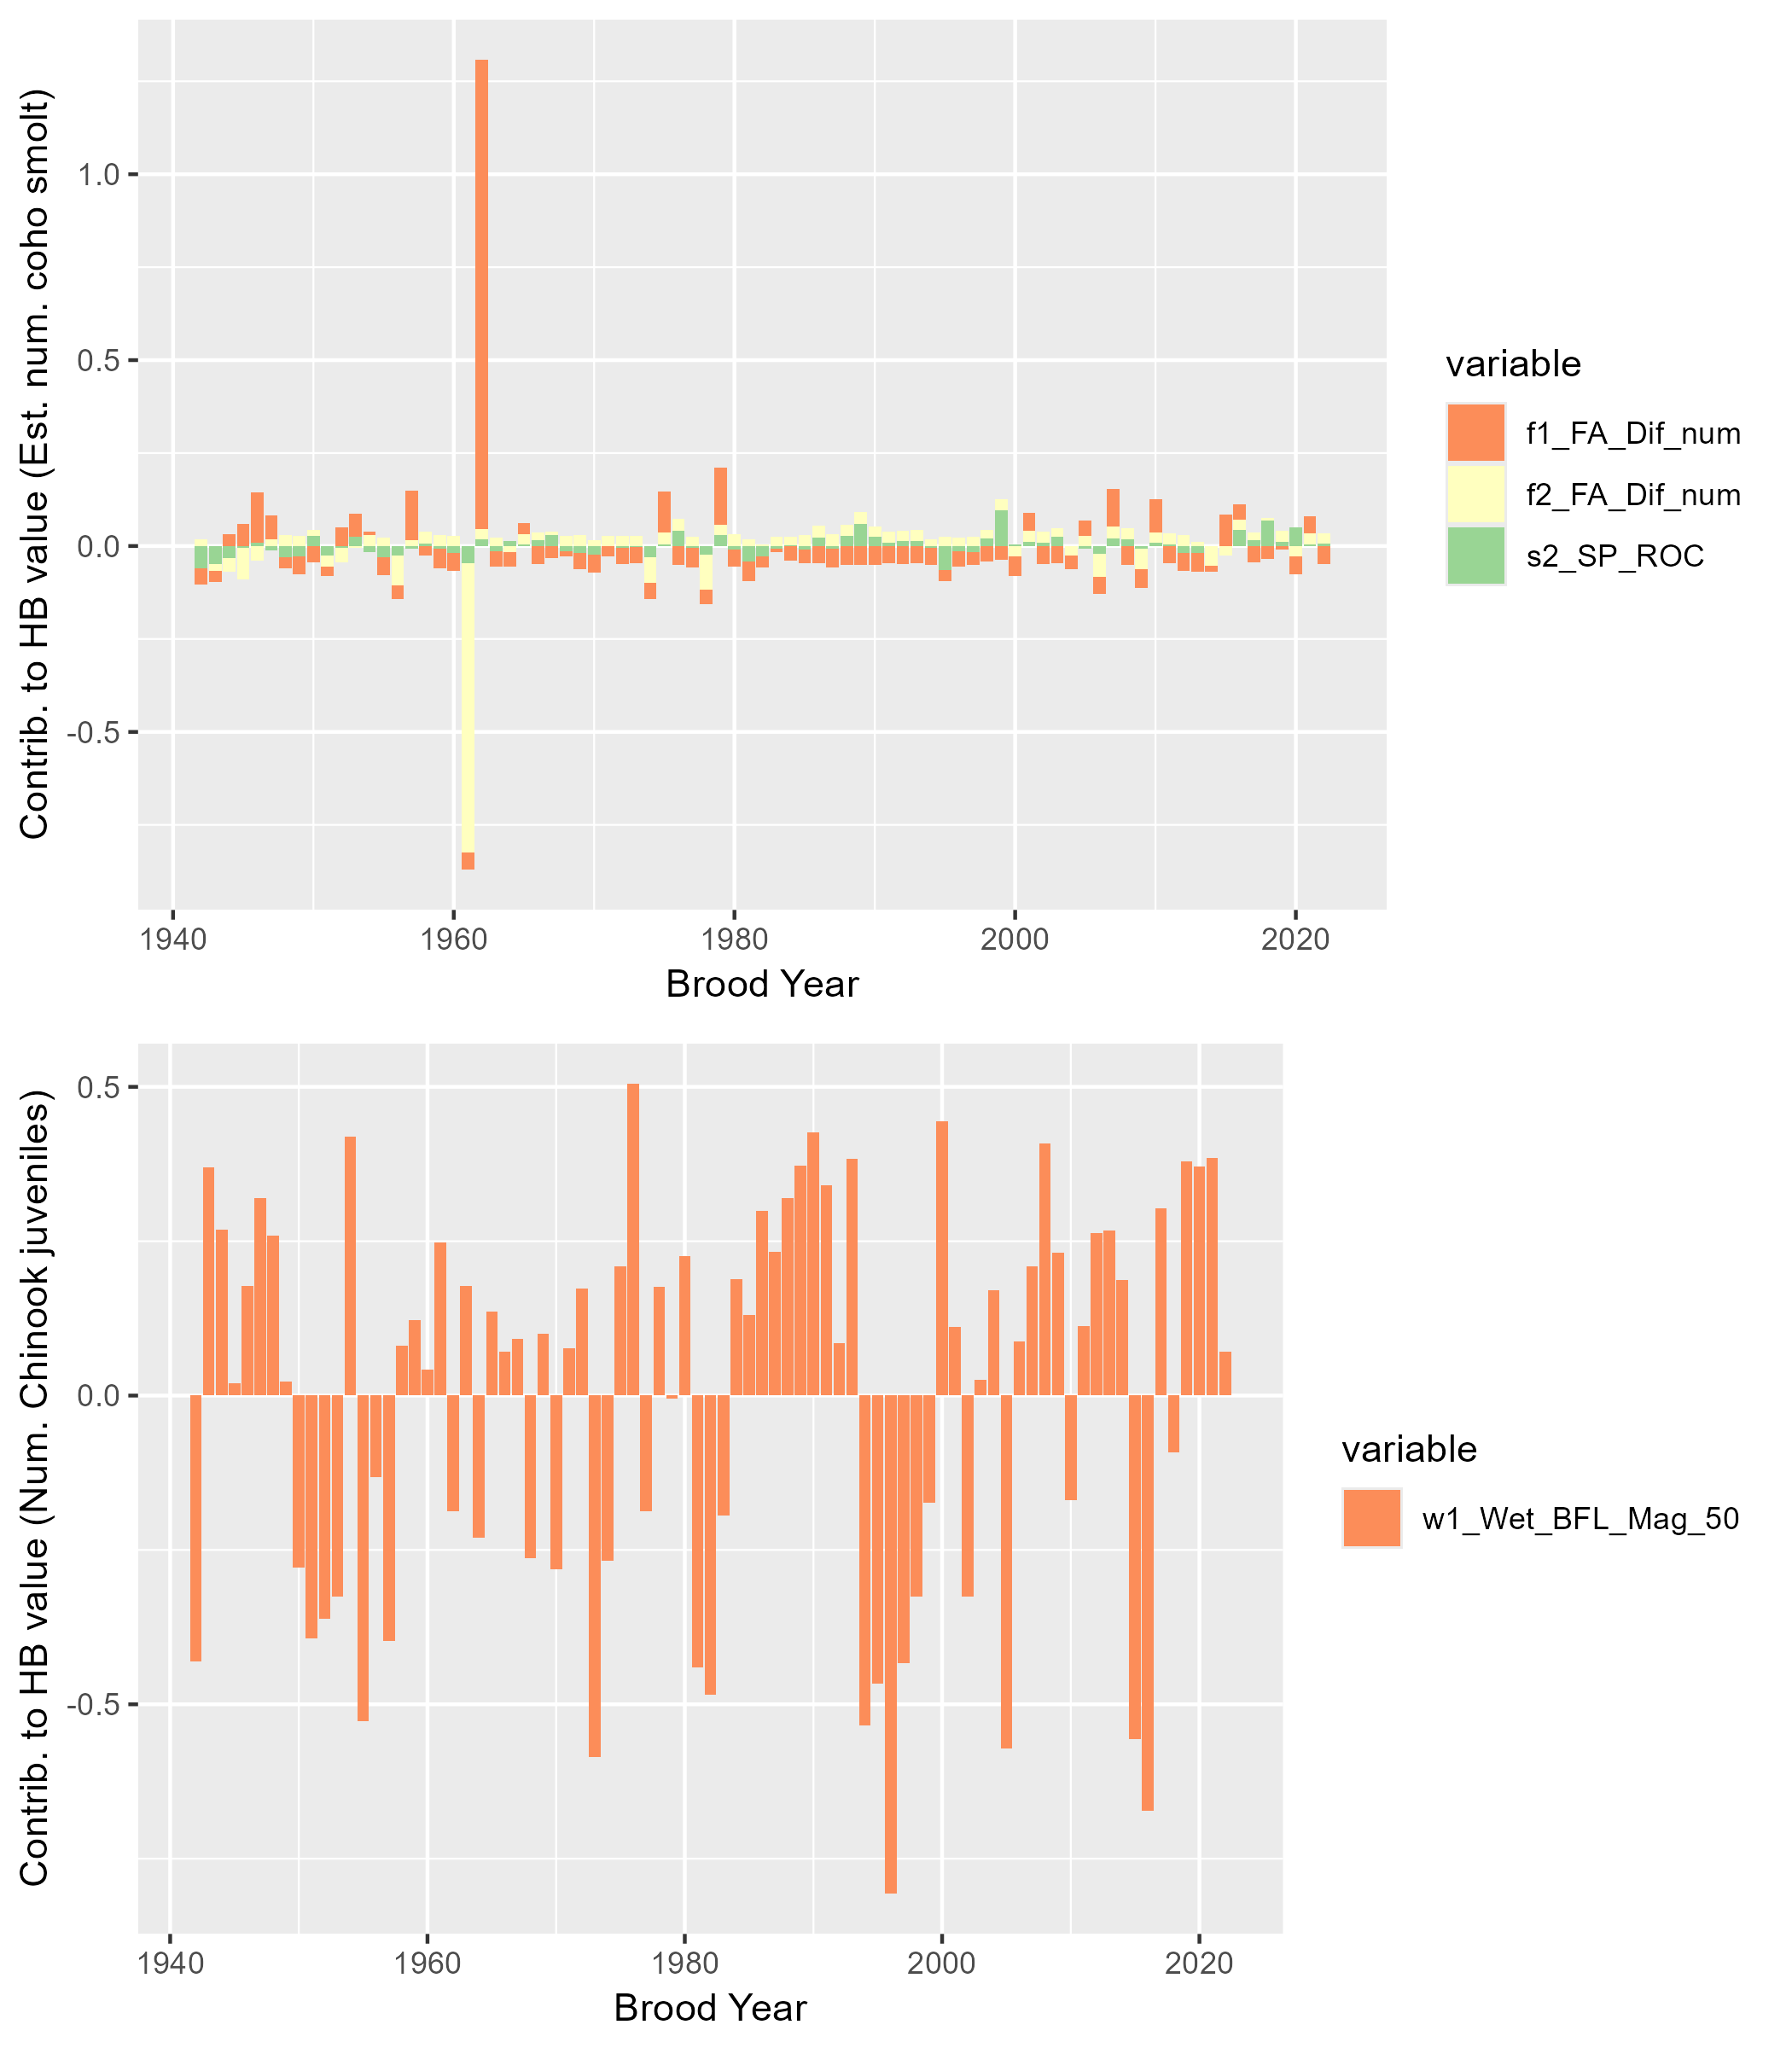 Contrib. to HB value (Est. num. coho smolt)
1.0
0.5
0.0
-0.5
1940 1960 1980 2000 2020
Brood Year
variable
f1_FA_Dif_num
f2_FA_Dif_num
s2_SP_ROC
Contrib. to HB value (Num. Chinook juveniles)
0.5
0.0
-0.5
1940 1960 1980 2000 2020
Brood Year
variable
w1_Wet_BFL_Mag_50